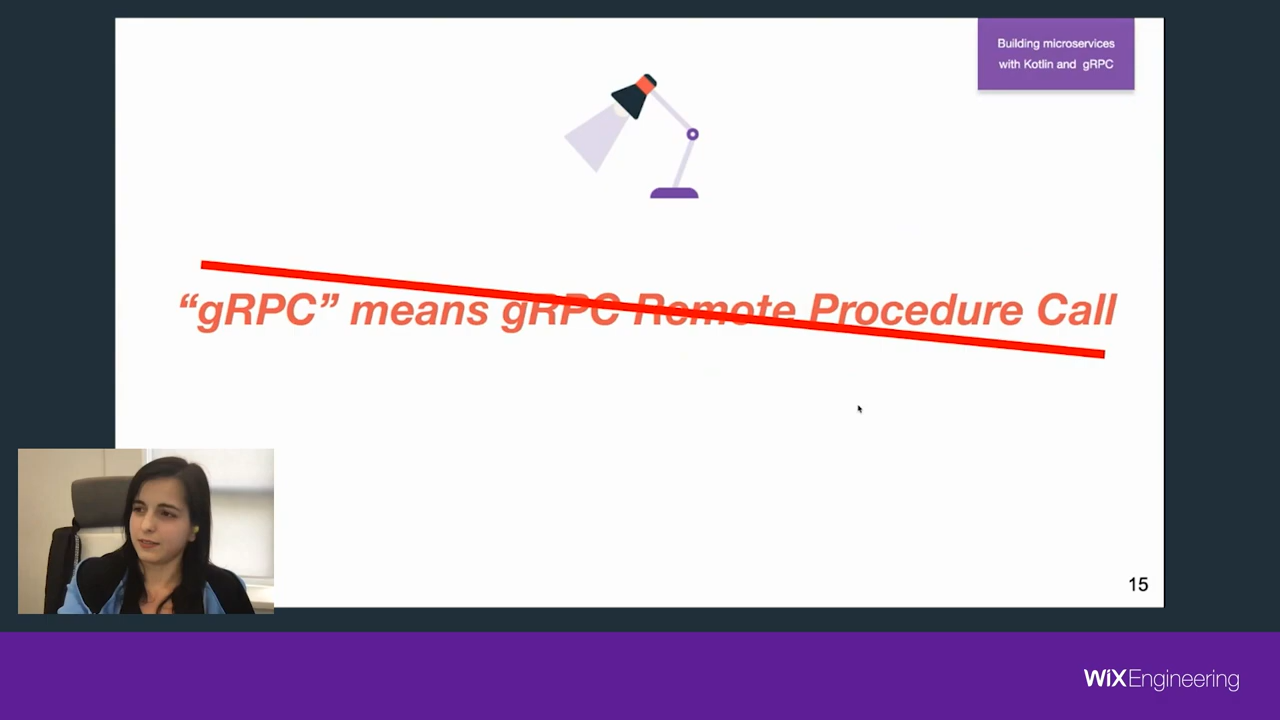 Building microservices
with Kotlin and gRPC
“gRPC” means gRPC Remote Procedure Call
15
WiXEngineering